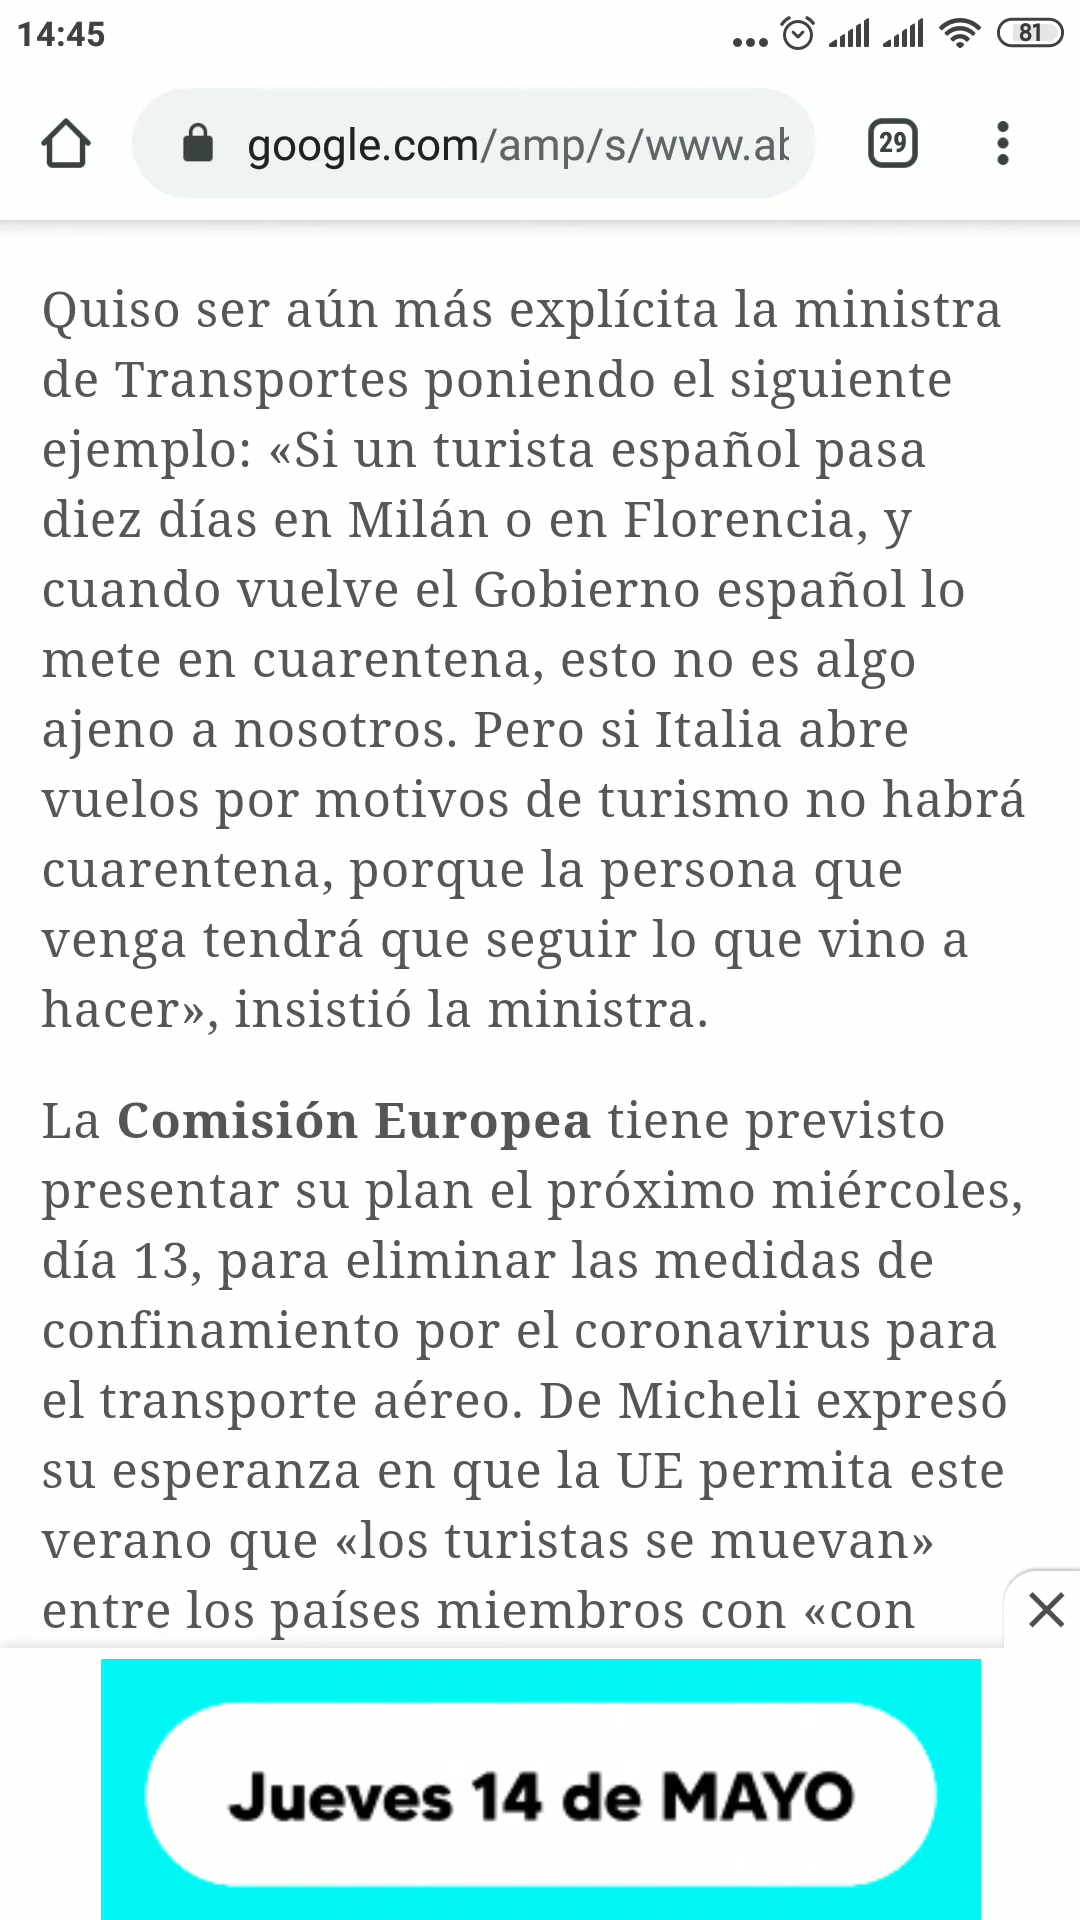 14:45
81
google.com/amp/s/www.ab
29
Quiso ser aún más explícita la ministra
de Transportes poniendo el siguiente
ejemplo: «Si un turista español pasa
diez días en Milán o en Florencia, y
cuando vuelve el Gobierno español lo
mete en cuarentena, esto no es algo
ajeno a nosotros. Pero si Italia abre
vuelos por motivos de turismo no habrá
cuarentena, porque la persona que
venga tendrá que seguir lo que vino a
hacer», insistió la ministra.
La Comisión Europea tiene previsto
presentar su plan el próximo miércoles,
día 13, para eliminar las medidas de
confinamiento por el coronavirus para
el transporte aéreo. De Micheli expresó
su esperanza en que la UE permita este
verano que «los turistas se muevan»
entre los países miembros con «con
Jueves 14 de MAYO